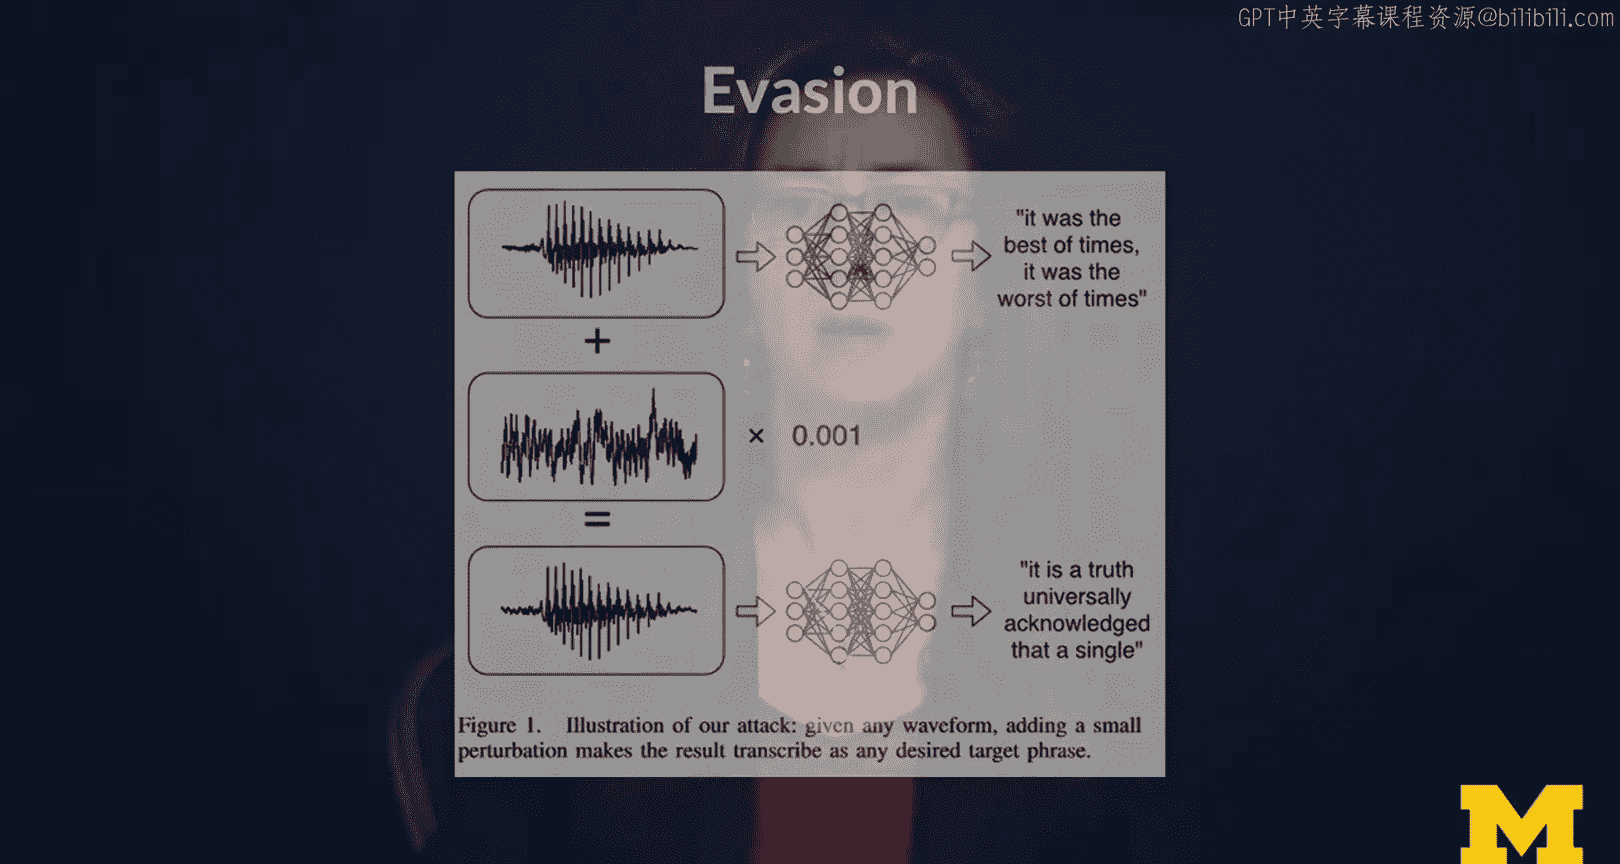 GPT中英字幕课程资源@bilibili.com
Evasion
"it was the
best of times,
it was the
worst of times"
+
× 0.001
=
"it is a truth
universally
acknowledged
that a single"
Figure 1. Illustration of our attack: given any waveform, adding a small
perturbation makes the result transcribe as any desired target phrase.
M